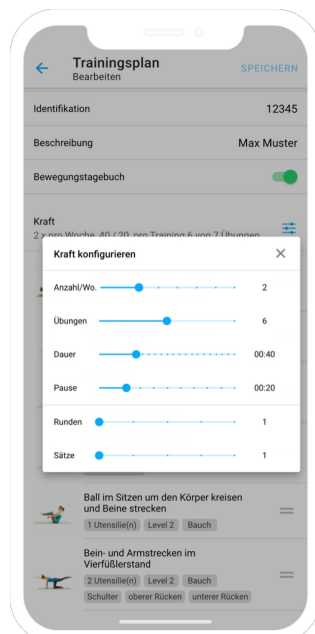 Trainingsplan
Bearbeiten
SPEICHERN
Identifikation 12345
Beschreibung Max Muster
Bewegungstagebuch
Kraft
2 x pro Woche, 40 / 20, pro Training 6 von 7 Übungen
Kraft konfigurieren
Anzahl/Wo. 2
Übungen 6
Dauer 00:40
Pause 00:20
Runden 1
Sätze 1
Ball im Sitzen um den Körper kreisen
und Beine strecken
1 Utensilie(n) Level 2 Bauch
Bein- und Armstrecken im
Vierfüßlerstand
2 Utensilie(n) Level 2 Bauch
Schulter oberer Rücken unterer Rücken